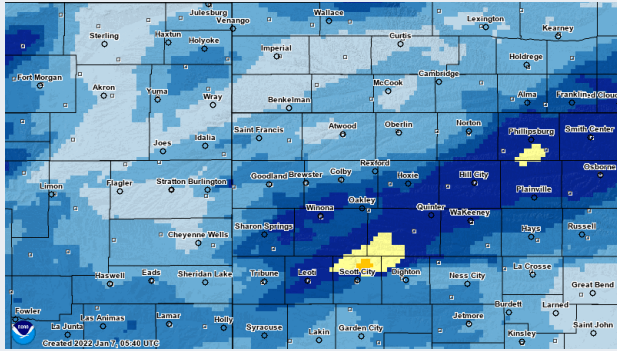 Julesburg
Wallace
Lexington
Venango
Kearney
Sterling
Haxtun
Holyoke
Curtis
Imperial
Holdrege
Fort Morgan
Cambridge
McCook
Akron
Yuma
Wray
Benkelman
Alma
Franklin
d Cloud
Saint Francis
Atwood
Oberlin
Norton
Phillipsburg
Smith Center
Joes
Idalia
Rexford
Osborne
Limon
Flagler
Stratton
Burlington
Goodland
Brewster
Colby
Hoxie
Hill City
Plainville
Oakley
Winona
Quinter
WaKeeney
Sharon Springs
Cheyenne Wells
Hays
Russell
Haswell
Eads
Sheridan Lake
Tribune
Leoti
Scott City
Dighton
Ness City
La Crosse
Great Bend
Fowler
Las Animas
Lamar
Holly
Burdett
Larned
La Junta
Syracuse
Lakin
Garden City
Jetmore
Kinsley
Saint John
noaa
Created 2022 Jan 7, 05:40 UTC